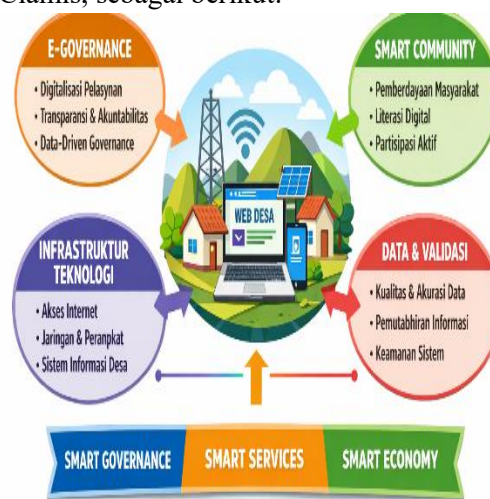 Ciamis, sebagai berikut:
E-GOVERNANCE
• Digitalisasi Pelaynan
• Transparansi & Akuntabilitas
• Data-Driven Governance
SMART COMMUNITY
• Pemberdayaan Masyarakat
• Literasi Digital
• Partisipasi Aktif
WEB DESA
INFRASTRUKTUR
TEKNOLOGI
• Akses Internet
• Jaringan & Peranpkat
• Sistem Informasi Desa
DATA & VALIDASI
• Kualitas & Akurasi Data
• Pemutabhiran Informasi
• Keamanan Sistem
SMART GOVERNANCE
SMART SERVICES
SMART ECONOMY